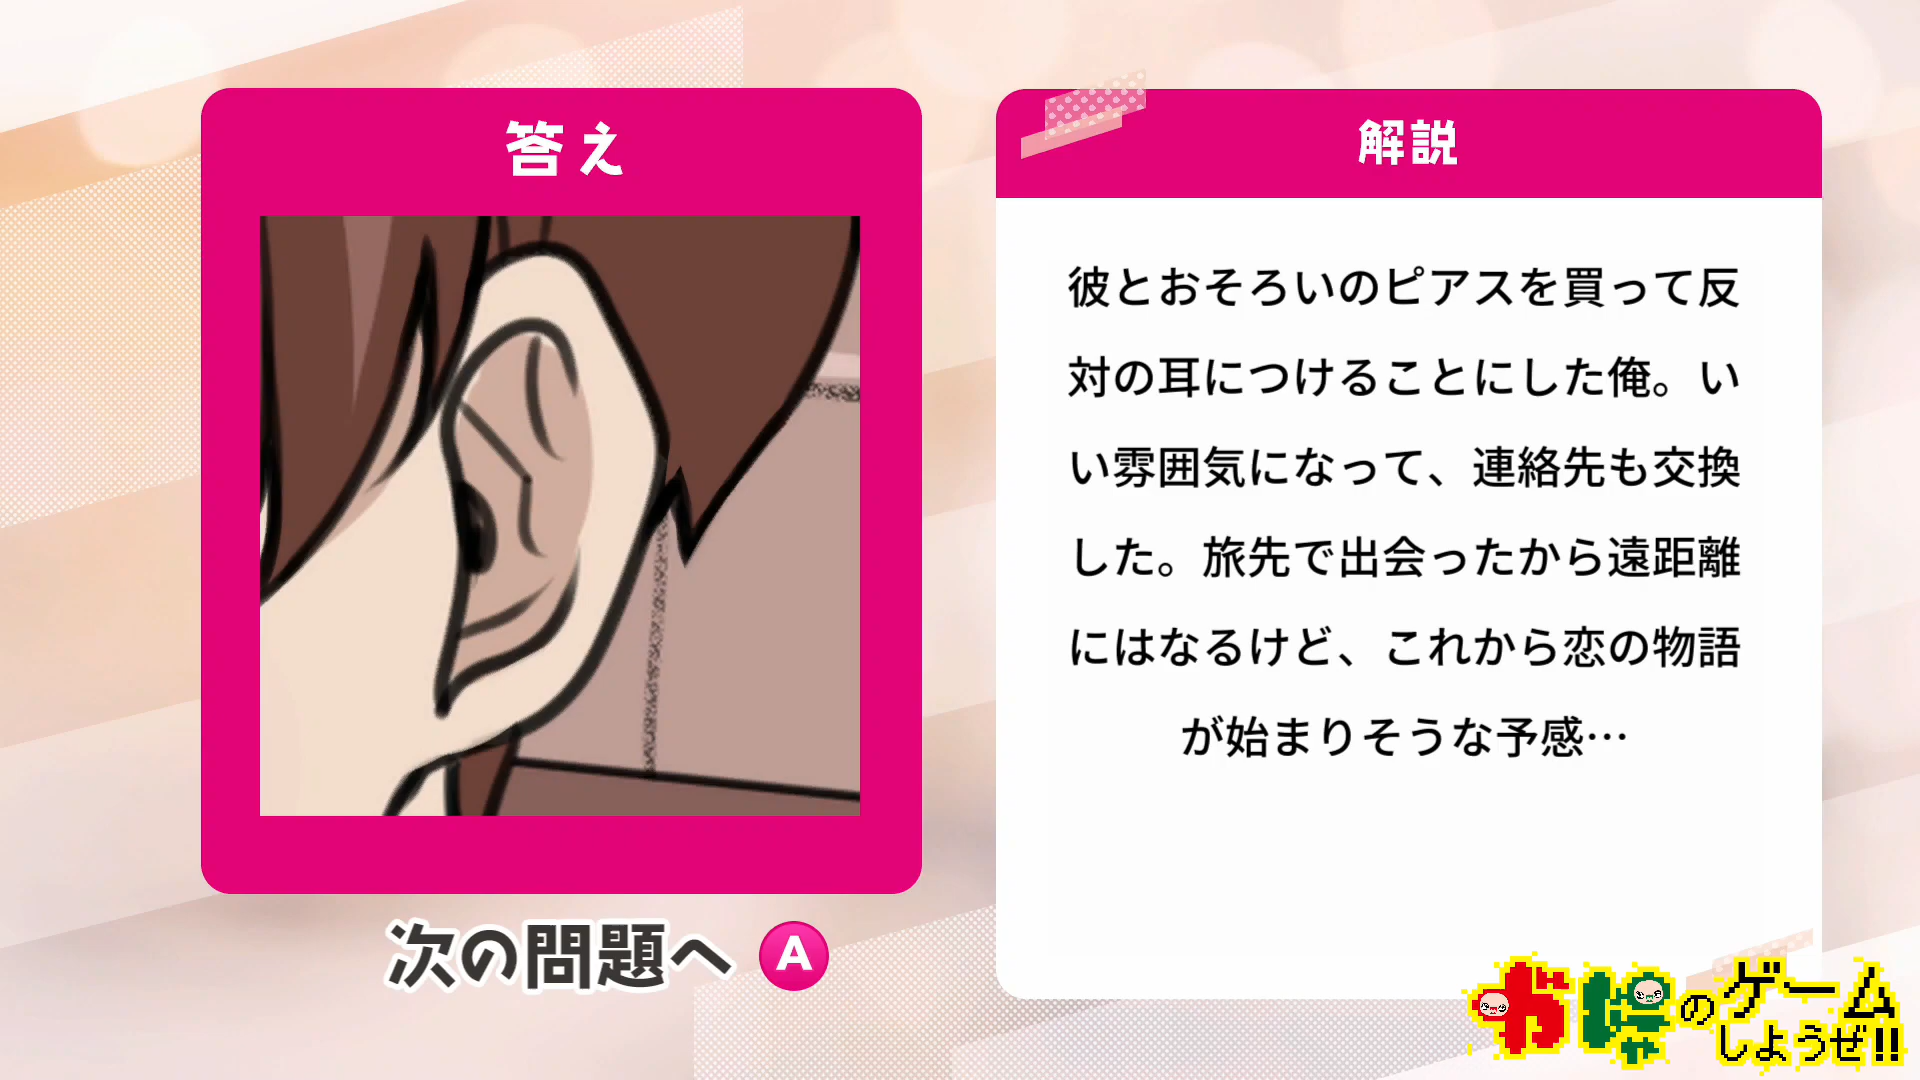 答え
解説
彼とおそろいのピアスを買って反
対の耳につけることにした俺。い
い雰囲気になって、連絡先も交換
した。旅先で出会ったから遠距離
にはなるけど、これから恋の物語
が始まりそうな予感…
次の問題へ A
がぱのゲーム
しようぜ!!